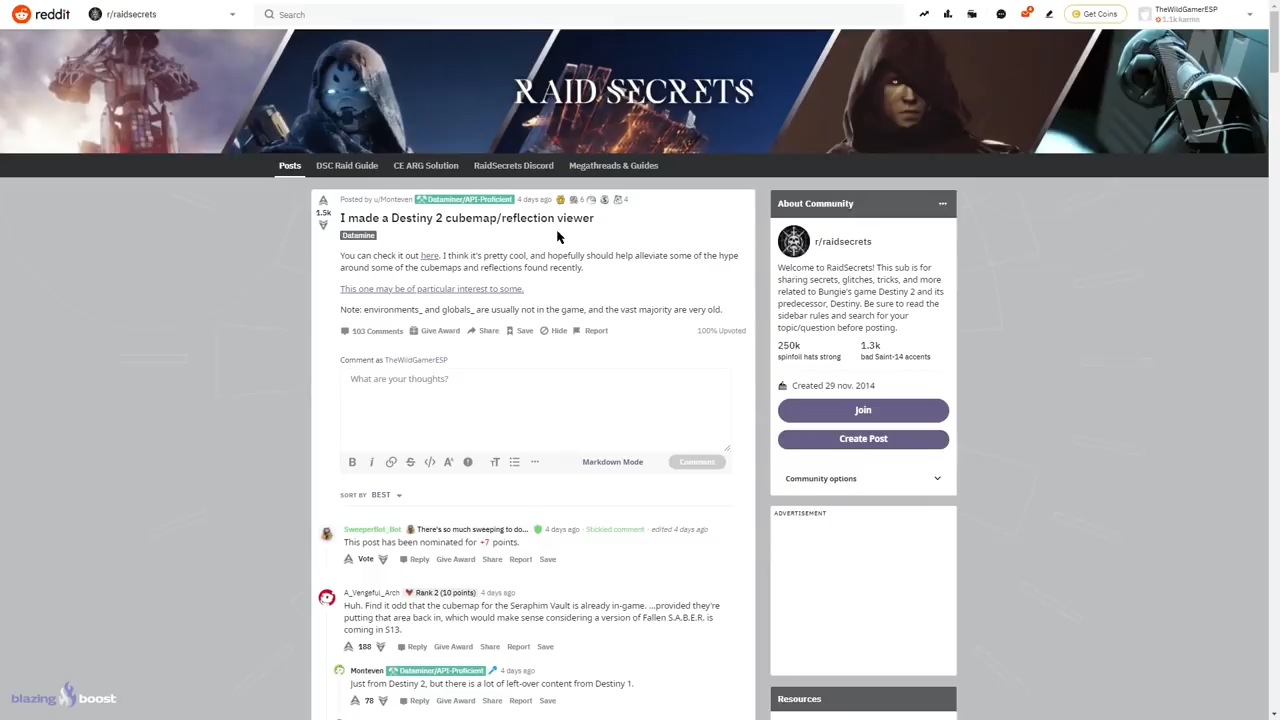 reddit
r/raidsecrets
Search
Get Coins
TheWildGamerESP
1.1k karma
RAID SECRETS
Posts
DSC Raid Guide
CE ARG Solution
RaidSecrets Discord
Megathreads & Guides
1.5k
Posted by u/Monteven Dataminer/API-Proficient 4 days ago 6 4
I made a Destiny 2 cubemap/reflection viewer
Datamine
You can check it out here. I think it's pretty cool, and hopefully should help alleviate some of the hype
around some of the cubemaps and reflections found recently.
This one may be of particular interest to some.
Note: environments_ and globals_ are usually not in the game, and the vast majority are very old.
103 Comments Give Award Share Save Hide Report 100% Upvoted
Comment as TheWildGamerESP
What are your thoughts?
Markdown Mode
Comment
SORT BY BEST
SweeperBot_Bot There's so much sweeping to do... 4 days ago · Stickied comment · edited 4 days ago
This post has been nominated for +7 points.
Vote Reply Give Award Share Report Save
A_Vengeful_Arch Rank 2 (10 points) 4 days ago
Huh. Find it odd that the cubemap for the Seraphim Vault is already in-game. ...provided they're
putting that area back in, which would make sense considering a version of Fallen S.A.B.E.R. is
coming in S13.
188 Reply Give Award Share Report Save
Monteven Dataminer/API-Proficient 4 days ago
Just from Destiny 2, but there is a lot of left-over content from Destiny 1.
78 Reply Give Award Share Report Save
About Community
r/raidsecrets
Welcome to RaidSecrets! This sub is for
sharing secrets, glitches, tricks, and more
related to Bungie's game Destiny 2 and its
predecessor, Destiny. Be sure to read the
sidebar rules and search for your
topic/question before posting.
250k 1.3k
spinfoil hats strong bad Saint-14 accents
Created 29 nov. 2014
Join
Create Post
Community options
ADVERTISEMENT
Resources
blazing boost